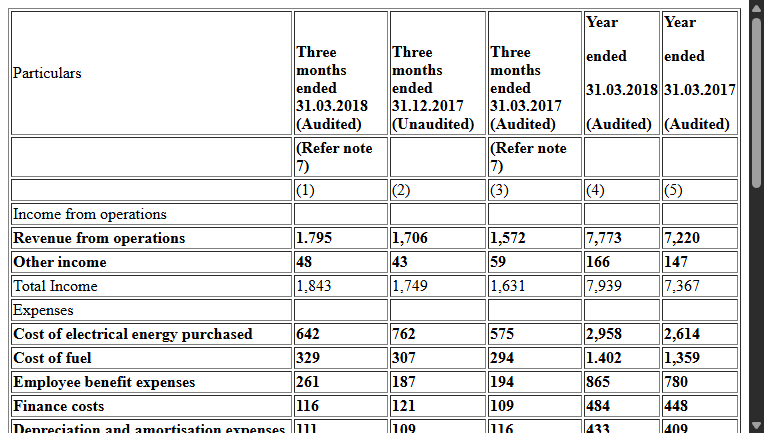 Particulars Three months ended 31.03.2018 (Audited) Three months ended 31.12.2017 (Unaudited) Three months ended 31.03.2017 (Audited) Year ended 31.03.2018 (Audited) Year ended 31.03.2017 (Audited)
(Refer note 7) (Refer note 7)
(1) (2) (3) (4) (5)
Income from operations
Revenue from operations 1.795 1,706 1,572 7,773 7,220
Other income 48 43 59 166 147
Total Income 1,843 1,749 1,631 7,939 7,367
Expenses
Cost of electrical energy purchased 642 762 575 2,958 2,614
Cost of fuel 329 307 294 1.402 1,359
Employee benefit expenses 261 187 194 865 780
Finance costs 116 121 109 484 448
Depreciation and amortisation expenses 111 109 116 433 409